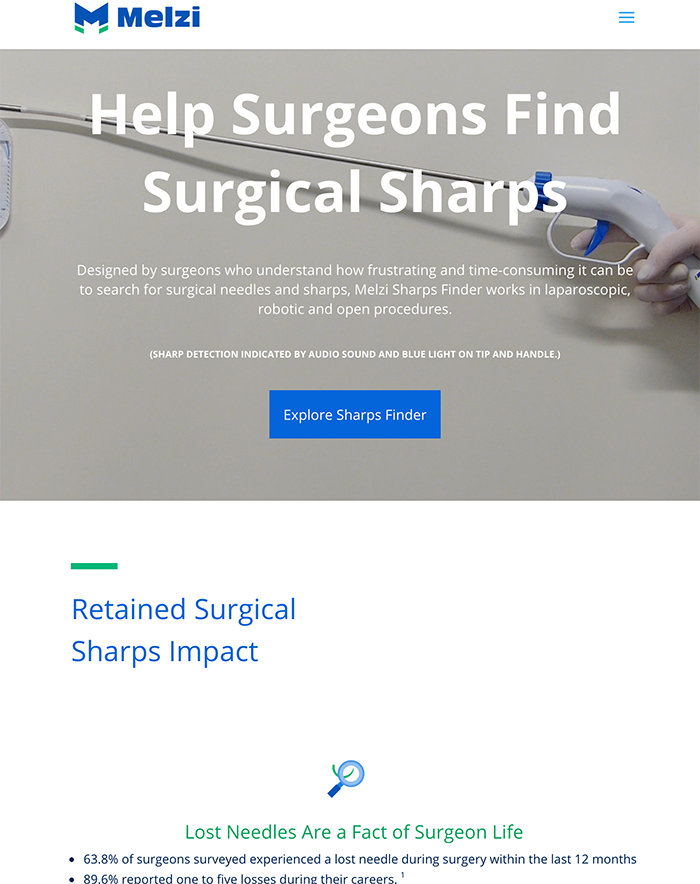 Melzi
Help Surgeons Find
Surgical Sharps
Designed by surgeons who understand how frustrating and time-consuming it can be
to search for surgical needles and sharps, Melzi Sharps Finder works in laparoscopic,
robotic and open procedures.
(SHARP DETECTION INDICATED BY AUDIO SOUND AND BLUE LIGHT ON TIP AND HANDLE.)
Explore Sharps Finder
Retained Surgical
Sharps Impact
Lost Needles Are a Fact of Surgeon Life
• 63.8% of surgeons surveyed experienced a lost needle during surgery within the last 12 months
• 89.6% reported one to five losses during their careers. ¹